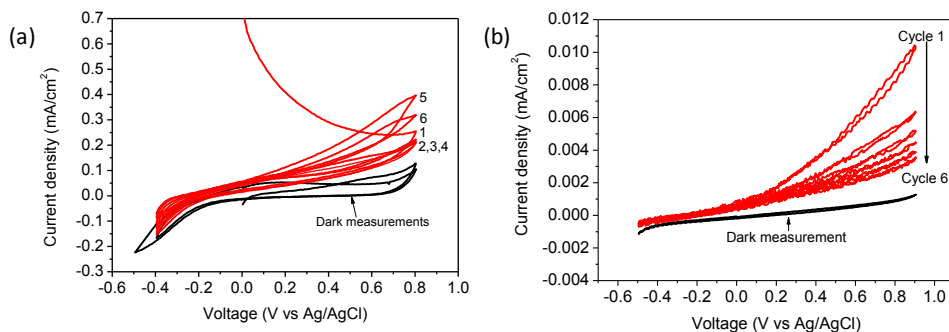 (a)
Current density (mA/cm²)
0.7
0.6
0.5
0.4
0.3
0.2
0.1
0.0
-0.1
-0.2
-0.3
5
6
1
2,3,4
Dark measurements
-0.6 -0.4 -0.2 0.0 0.2 0.4 0.6 0.8 1.0
Voltage (V vs Ag/AgCl)
(b)
Current density (mA/cm²)
0.012
0.010
0.008
0.006
0.004
0.002
0.000
-0.002
-0.004
Cycle 1
Cycle 6
Dark measurement
-0.6 -0.4 -0.2 0.0 0.2 0.4 0.6 0.8 1.0
Voltage (V vs Ag/AgCl)